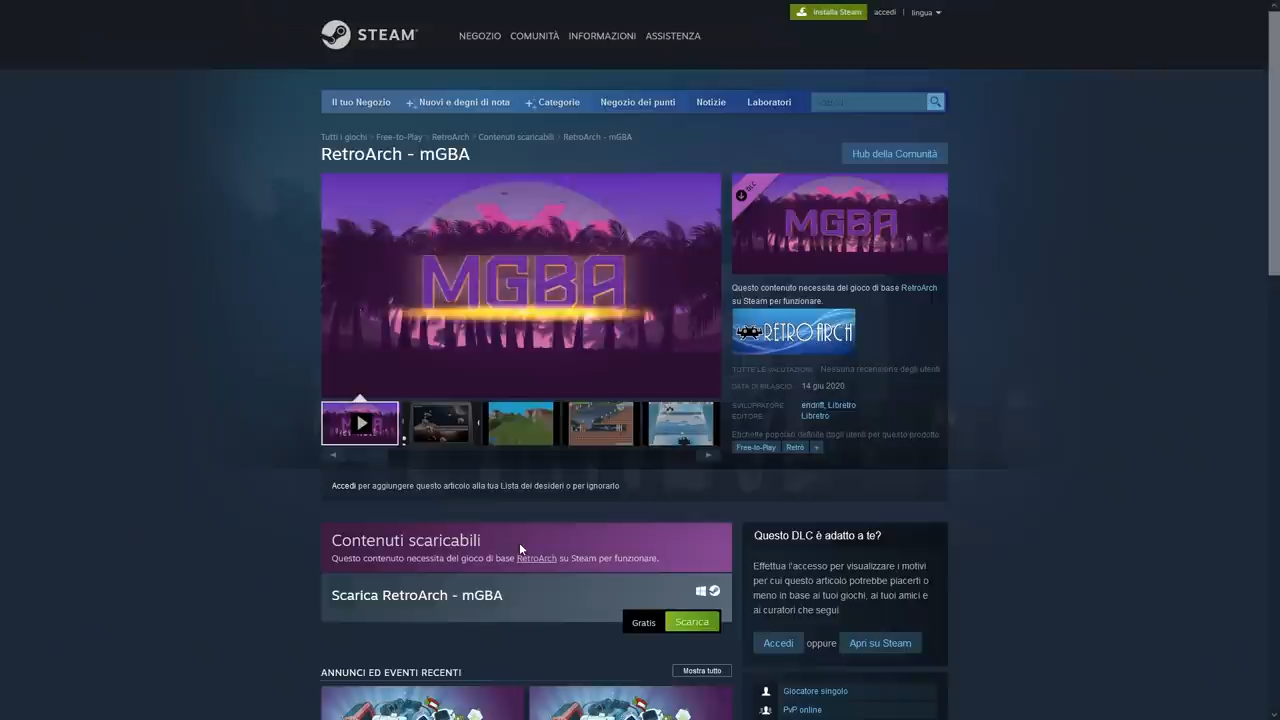 installa Steam accedi | lingua
STEAM
NEGOZIO COMUNITÀ INFORMAZIONI ASSISTENZA
Il tuo Negozio Nuovi e degni di nota Categorie Negozio dei punti Notizie Laboratori
Tutti i giochi > Free-to-Play > RetroArch > Contenuti scaricabili > RetroArch - mGBA
RetroArch - mGBA
Hub della Comunità
MGBA
DLC
MGBA
Questo contenuto necessita del gioco di base RetroArch
su Steam per funzionare.
RETRO ARCH
TUTTE LE VALUTAZIONI: Nessuna recensione degli utenti
DATA DI RILASCIO: 14 giu 2020
SVILUPPATORE: endrift, Libretro
EDITORE: Libretro
Etichette popolari definite dagli utenti per questo prodotto:
Free-to-Play Retrò +
Accedi per aggiungere questo articolo alla tua Lista dei desideri o per ignorarlo
Contenuti scaricabili
Questo contenuto necessita del gioco di base RetroArch su Steam per funzionare.
Scarica RetroArch - mGBA
Gratis Scarica
Questo DLC è adatto a te?
Effettua l'accesso per visualizzare i motivi
per cui questo articolo potrebbe piacerti o
meno in base ai tuoi giochi, ai tuoi amici e
ai curatori che segui.
Accedi oppure Apri su Steam
ANNUNCI ED EVENTI RECENTI Mostra tutto
Giocatore singolo
PvP online